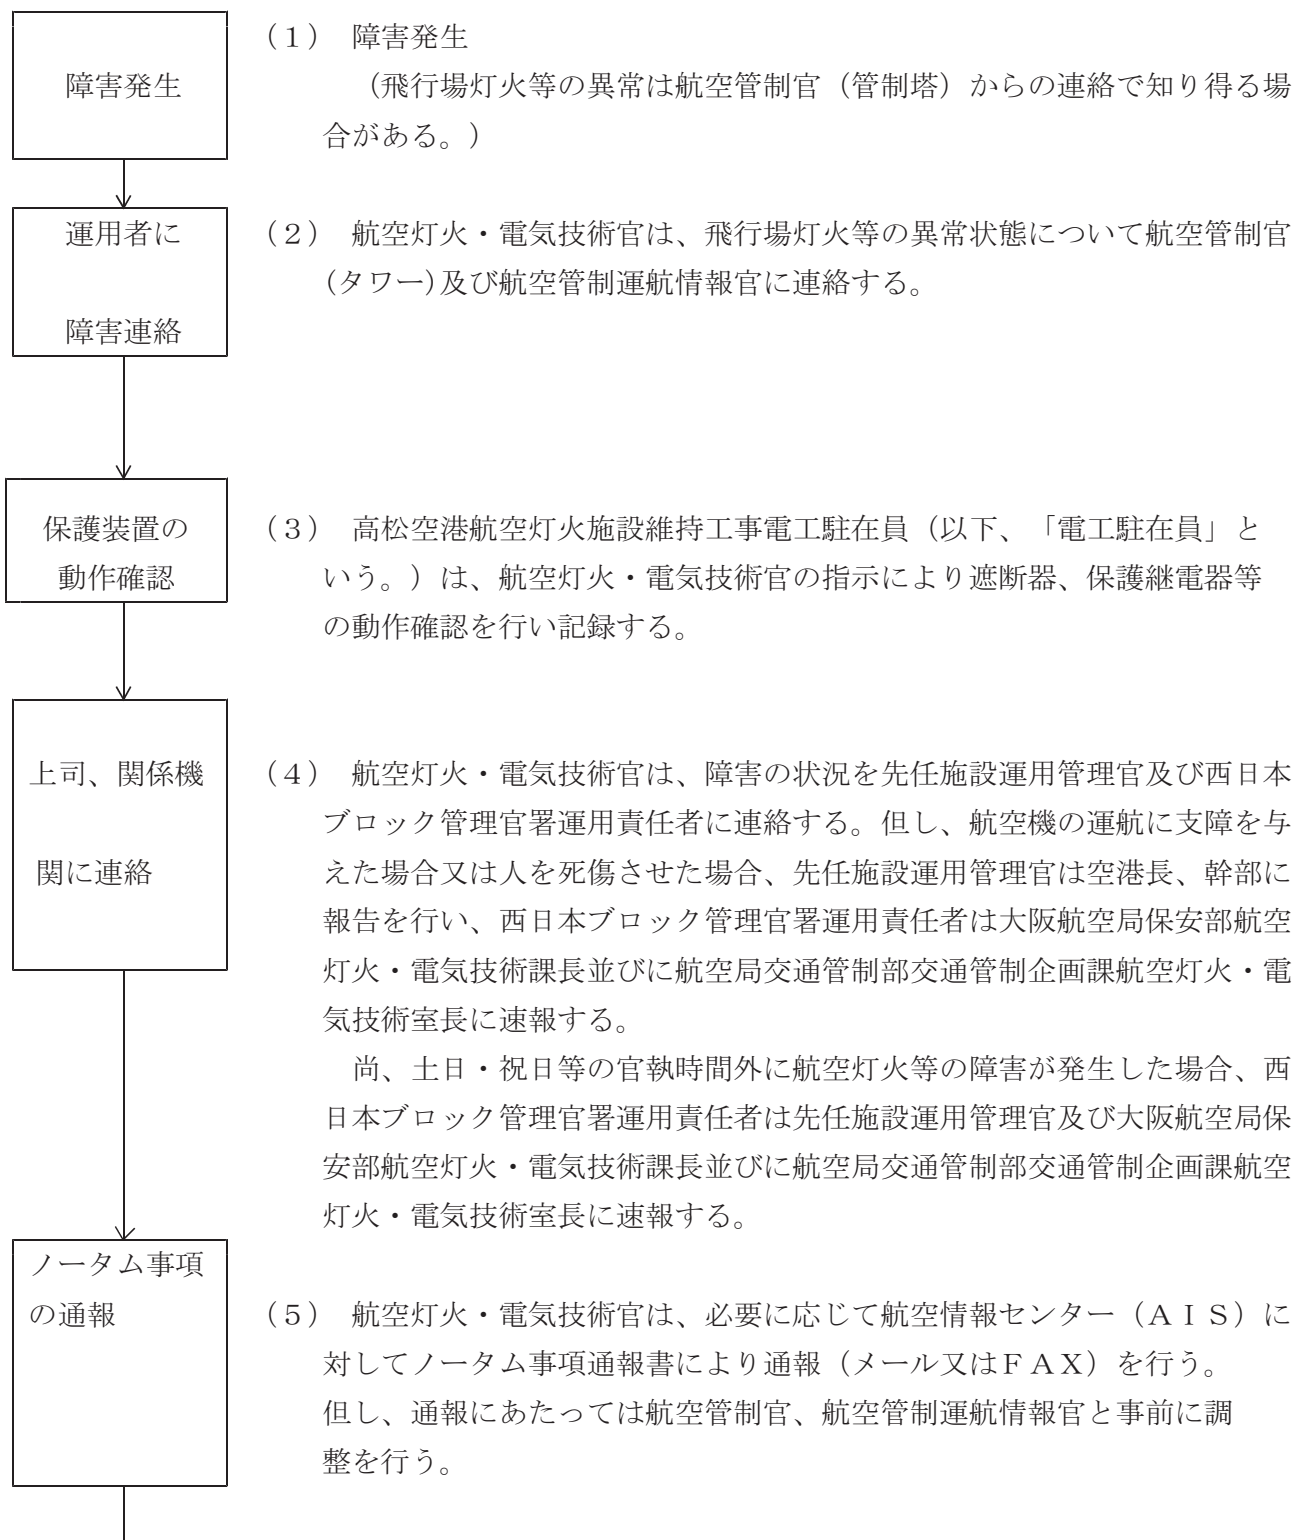 障害発生
（１）　障害発生
（飛行場灯火等の異常は航空管制官（管制塔）からの連絡で知り得る場
合がある。）
運用者に
障害連絡
（２）　航空灯火・電気技術官は、飛行場灯火等の異常状態について航空管制官
(タワー)及び航空管制運航情報官に連絡する。
保護装置の
動作確認
（３）　高松空港航空灯火施設維持工事電工駐在員（以下、「電工駐在員」と
いう。）は、航空灯火・電気技術官の指示により遮断器、保護継電器等
の動作確認を行い記録する。
上司、関係機
関に連絡
（４）　航空灯火・電気技術官は、障害の状況を先任施設運用管理官及び西日本
ブロック管理官署運用責任者に連絡する。但し、航空機の運航に支障を与
えた場合又は人を死傷させた場合、先任施設運用管理官は空港長、幹部に
報告を行い、西日本ブロック管理官署運用責任者は大阪航空局保安部航空
灯火・電気技術課長並びに航空局交通管制部交通管制企画課航空灯火・電
気技術室長に速報する。
尚、土日・祝日等の官執時間外に航空灯火等の障害が発生した場合、西
日本ブロック管理官署運用責任者は先任施設運用管理官及び大阪航空局保
安部航空灯火・電気技術課長並びに航空局交通管制部交通管制企画課航空
灯火・電気技術室長に速報する。
ノータム事項
の通報
（５）　航空灯火・電気技術官は、必要に応じて航空情報センター（ＡＩＳ）に
対してノータム事項通報書により通報（メール又はＦＡＸ）を行う。
但し、通報にあたっては航空管制官、航空管制運航情報官と事前に調
整を行う。